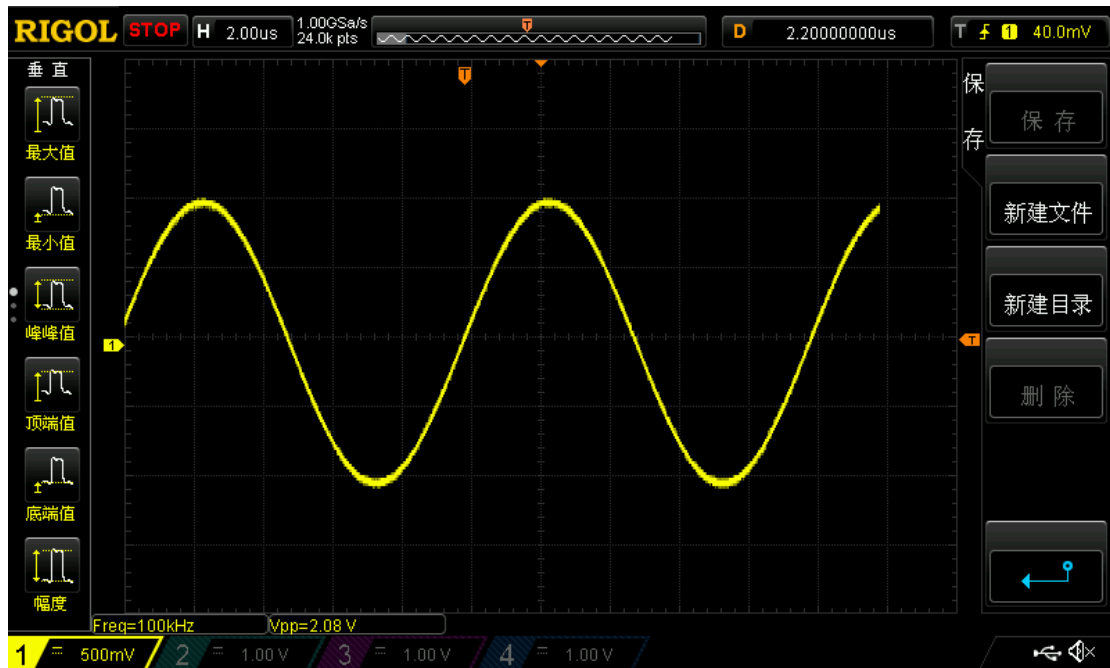 RIGOL STOP H 2.00us 1.00GSa/s 24.0k pts T D 2.20000000us T 1 40.0mV
垂直
最大值
最小值
峰峰值
顶端值
底端值
幅度
T
1
T
保存
保 存
新建文件
新建目录
删 除
Freq=100kHz Vpp=2.08 V
1 500mV 2 1.00 V 3 1.00 V 4 1.00 V